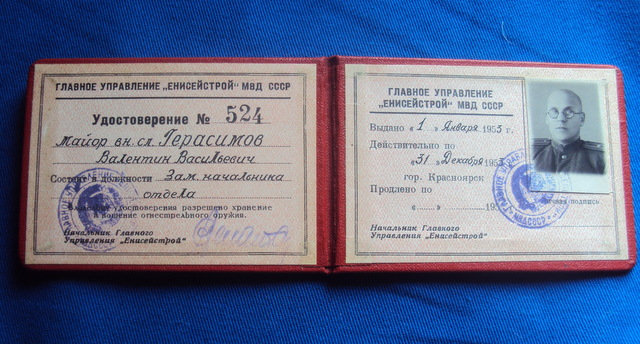 ГЛАВНОЕ УПРАВЛЕНИЕ „ЕНИСЕЙСТРОЙ“ МВД СССР
Удостоверение № 524
майор вн. сл. Герасимов
Валентин Васильевич
Состоит в должности Зам. начальника
отдела
удостоверения разрешено хранение
и ношение огнестрельного оружия.
Начальник Главного
Управления „Енисейстрой“
ГЛАВНОЕ УПРАВЛЕНИЕ
„ЕНИСЕЙСТРОЙ“ МВД СССР
Выдано „1“ Января 1953 г.
Действительно по
„31“ Декабря 1953
гор. Красноярск
Продлено по
„...“ 195
подпись
Начальник Главного
Управления „Енисейстрой“